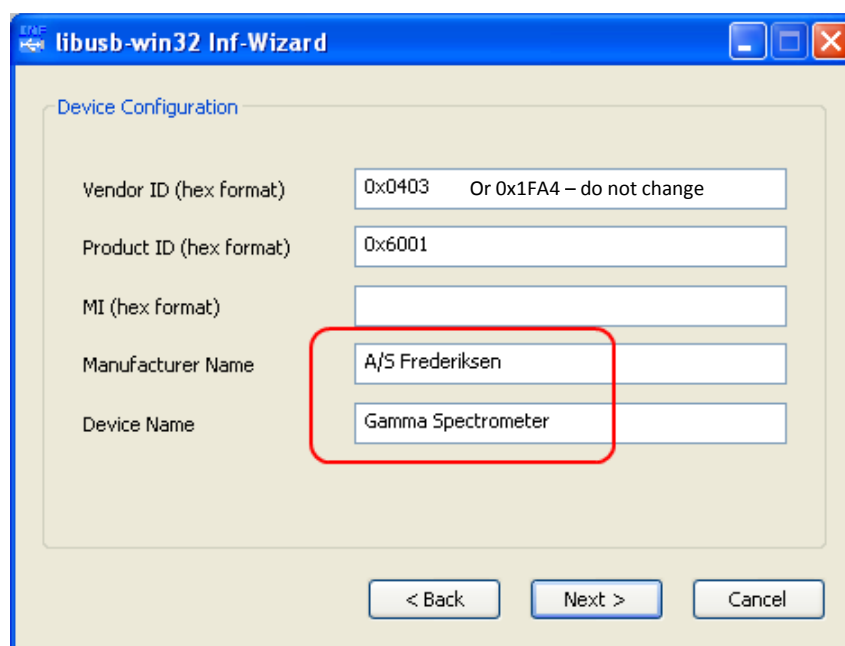 libusb-win32 Inf-Wizard
Device Configuration
Vendor ID (hex format) 0x0403 Or 0x1FA4 – do not change
Product ID (hex format) 0x6001
MI (hex format)
Manufacturer Name A/S Frederiksen
Device Name Gamma Spectrometer
< Back Next > Cancel